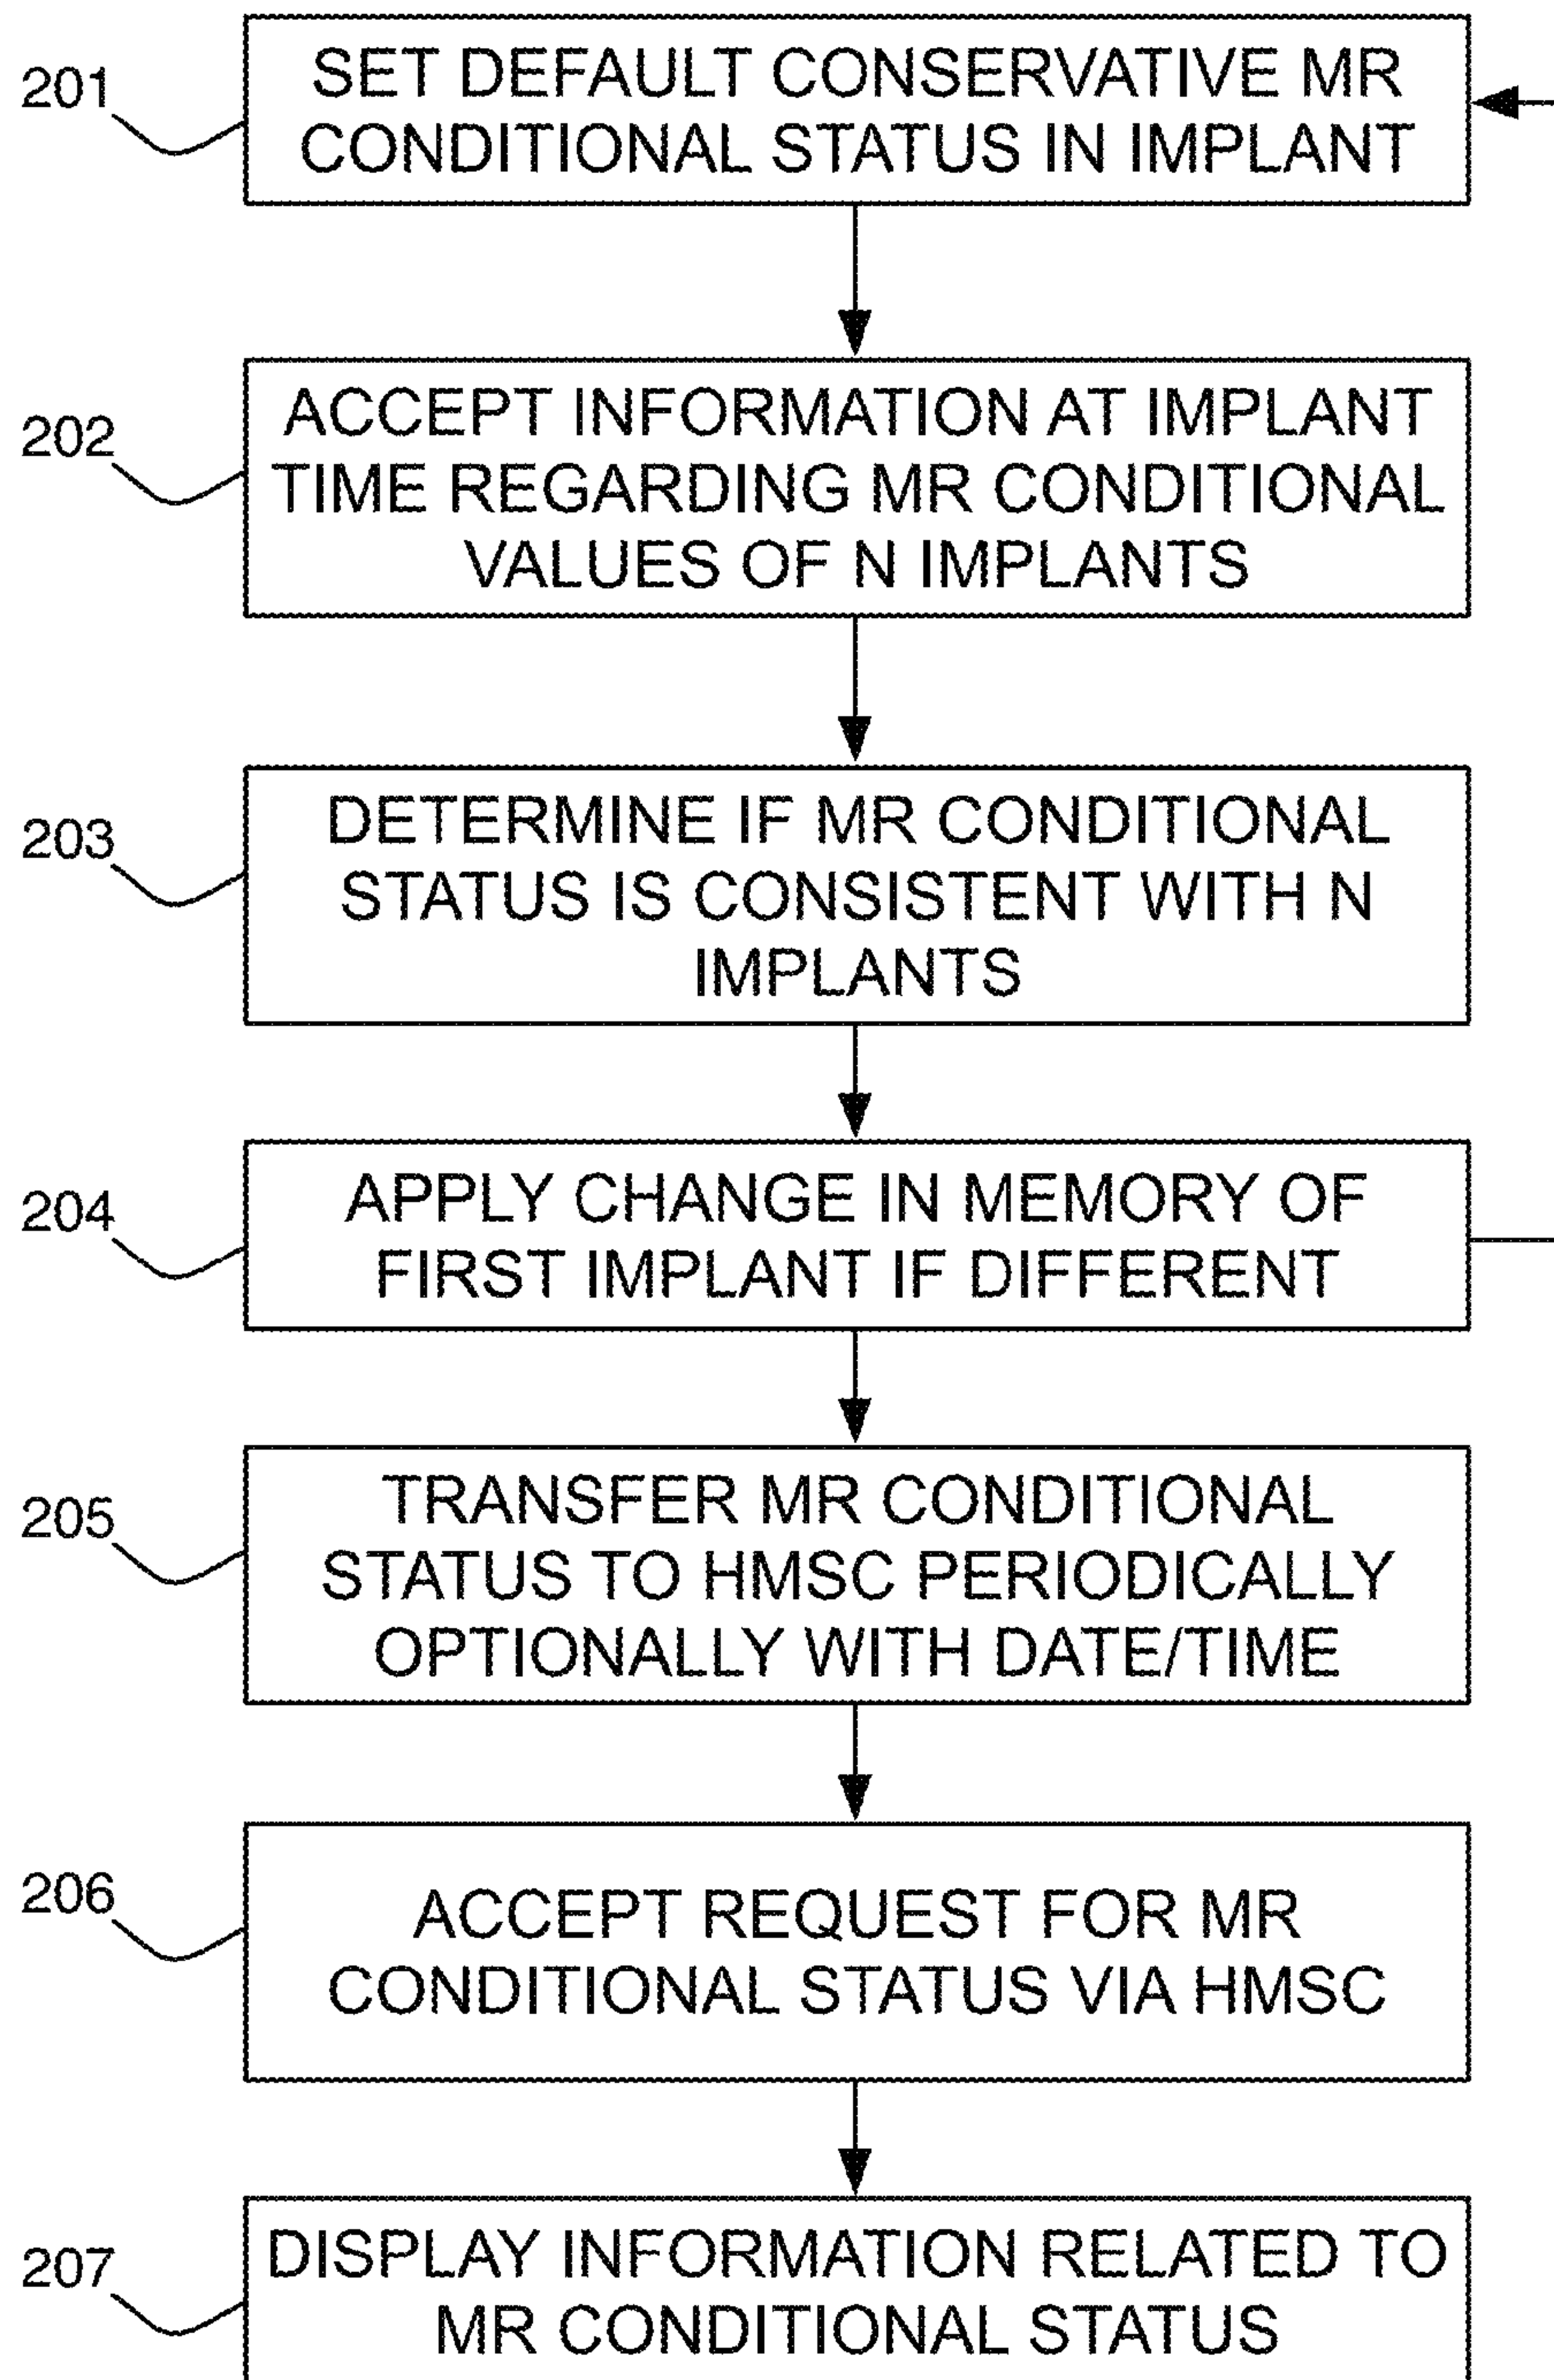 201
SET DEFAULT CONSERVATIVE MR
CONDITIONAL STATUS IN IMPLANT
202
ACCEPT INFORMATION AT IMPLANT
TIME REGARDING MR CONDITIONAL
VALUES OF N IMPLANTS
203
DETERMINE IF MR CONDITIONAL
STATUS IS CONSISTENT WITH N
IMPLANTS
204
APPLY CHANGE IN MEMORY OF
FIRST IMPLANT IF DIFFERENT
205
TRANSFER MR CONDITIONAL
STATUS TO HMSC PERIODICALLY
OPTIONALLY WITH DATE/TIME
206
ACCEPT REQUEST FOR MR
CONDITIONAL STATUS VIA HMSC
207
DISPLAY INFORMATION RELATED TO
MR CONDITIONAL STATUS